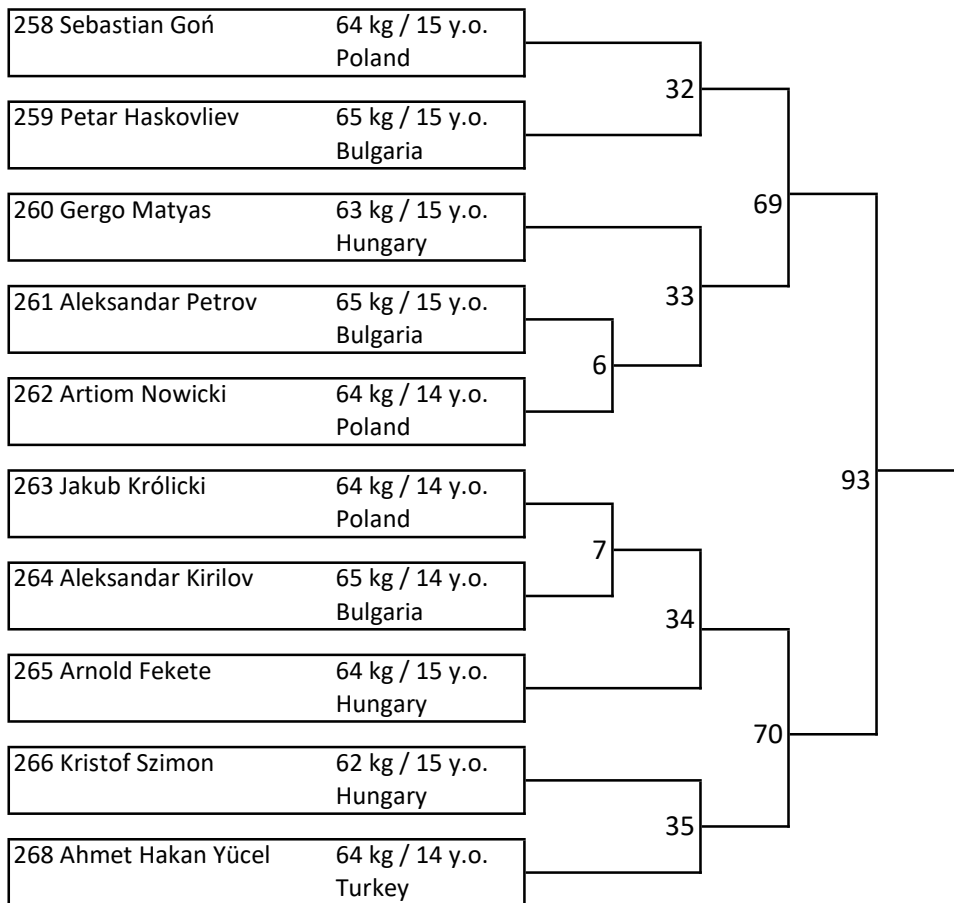 258 Sebastian Goń 64 kg / 15 y.o.
Poland
32
259 Petar Haskovliev 65 kg / 15 y.o.
Bulgaria
260 Gergo Matyas 63 kg / 15 y.o.
69
Hungary
33
261 Aleksandar Petrov 65 kg / 15 y.o.
Bulgaria
6
262 Artiom Nowicki 64 kg / 14 y.o.
Poland
93
263 Jakub Królicki 64 kg / 14 y.o.
Poland
7
264 Aleksandar Kirilov 65 kg / 14 y.o.
Bulgaria
34
265 Arnold Fekete 64 kg / 15 y.o.
Hungary
70
266 Kristof Szimon 62 kg / 15 y.o.
Hungary
35
268 Ahmet Hakan Yücel 64 kg / 14 y.o.
Turkey